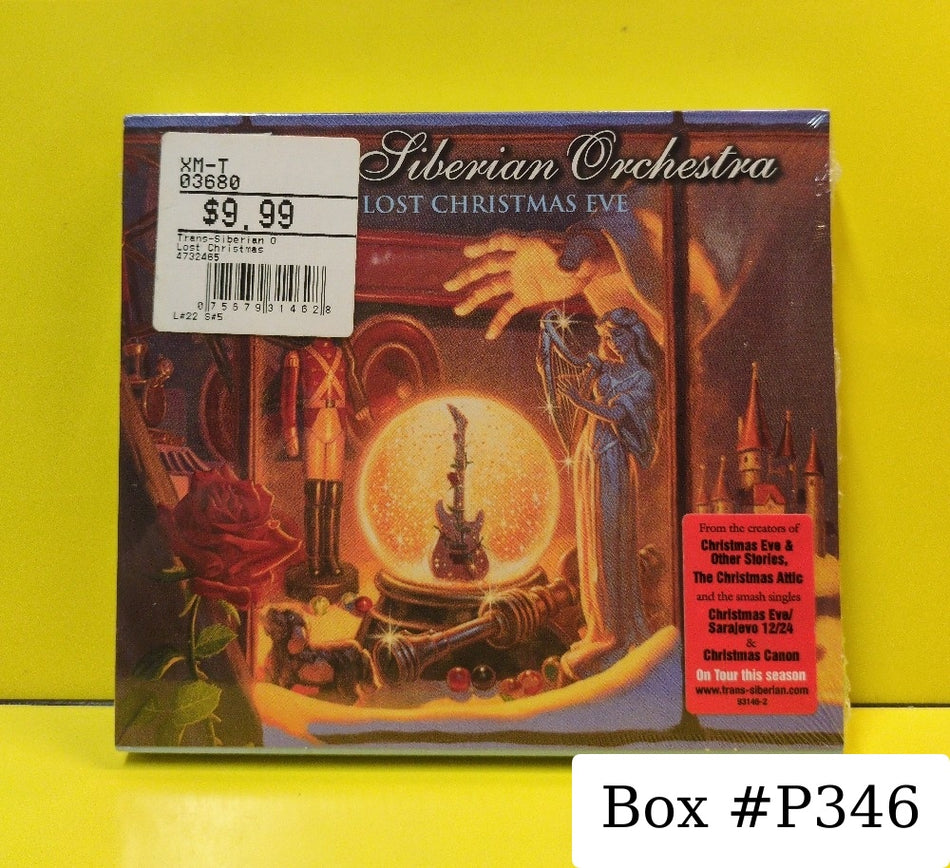 Siberian Orchestra
LOST CHRISTMAS EVE
XM-T
03680
$9.99
Trans-Siberian O
Lost Christmas
4732465
0 75679 31462 8
L#22 S#5
From the creators of
Christmas Eve &
Other Stories,
The Christmas Attic
and the smash singles
Christmas Eve/
Sarajevo 12/24
&
Christmas Canon
On Tour this season
www.trans-siberian.com
93146-2
Box #P346